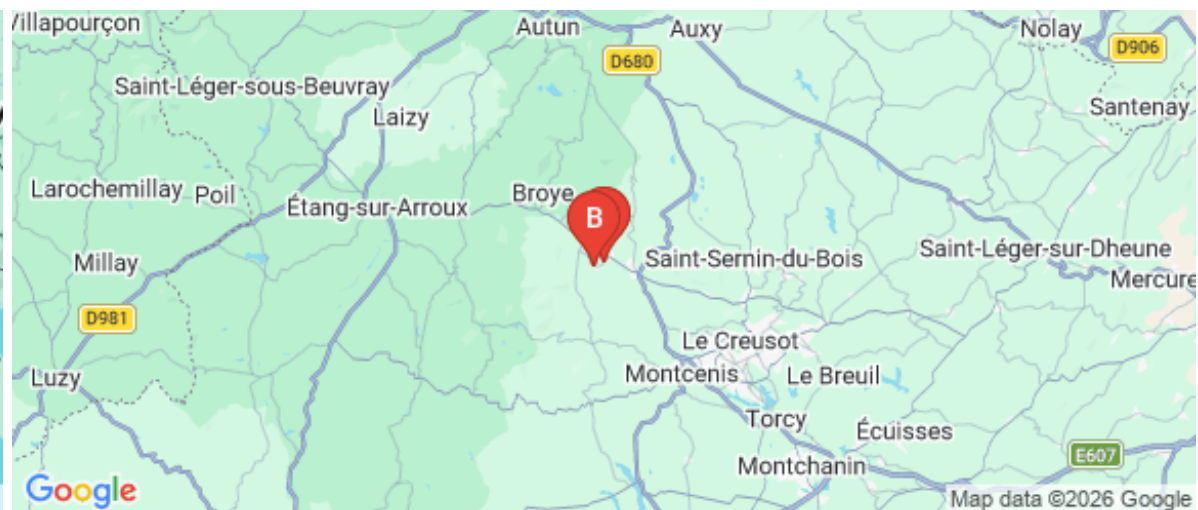 Villapourçon
Autun
Auxy
Nolay
D906
D680
Saint-Léger-sous-Beuvray
Laizy
Santenay
Larochemillay
Poil
Étang-sur-Arroux
Broye
B
Saint-Sernin-du-Bois
Saint-Léger-sur-Dheune
Millay
Mercure
D981
Le Creusot
Luzy
Montcenis
Le Breuil
Torcy
Écuisses
Montchanin
E607
Google
Map data ©2026 Google